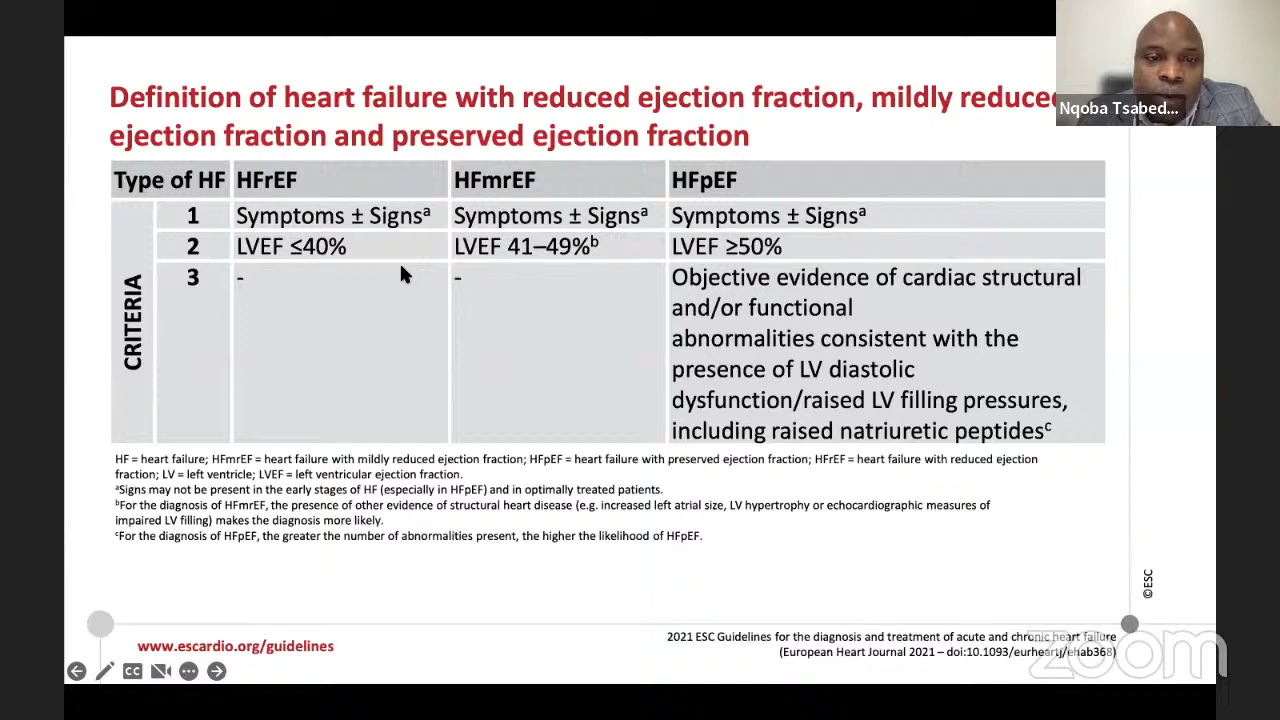 Nqoba Tsabed...
Definition of heart failure with reduced ejection fraction, mildly reduced
ejection fraction and preserved ejection fraction
Type of HF HFrEF HFmrEF HFpEF
CRITERIA
1 Symptoms ± Signsᵃ Symptoms ± Signsᵃ Symptoms ± Signsᵃ
2 LVEF ≤40% LVEF 41–49%ᵇ LVEF ≥50%
3 - - Objective evidence of cardiac structural
and/or functional
abnormalities consistent with the
presence of LV diastolic
dysfunction/raised LV filling pressures,
including raised natriuretic peptidesᶜ
HF = heart failure; HFmrEF = heart failure with mildly reduced ejection fraction; HFpEF = heart failure with preserved ejection fraction; HFrEF = heart failure with reduced ejection
fraction; LV = left ventricle; LVEF = left ventricular ejection fraction.
ᵃSigns may not be present in the early stages of HF (especially in HFpEF) and in optimally treated patients.
ᵇFor the diagnosis of HFmrEF, the presence of other evidence of structural heart disease (e.g. increased left atrial size, LV hypertrophy or echocardiographic measures of
impaired LV filling) makes the diagnosis more likely.
ᶜFor the diagnosis of HFpEF, the greater the number of abnormalities present, the higher the likelihood of HFpEF.
©ESC
www.escardio.org/guidelines
2021 ESC Guidelines for the diagnosis and treatment of acute and chronic heart failure
(European Heart Journal 2021 – doi:10.1093/eurheartj/ehab368)
CC
zoom